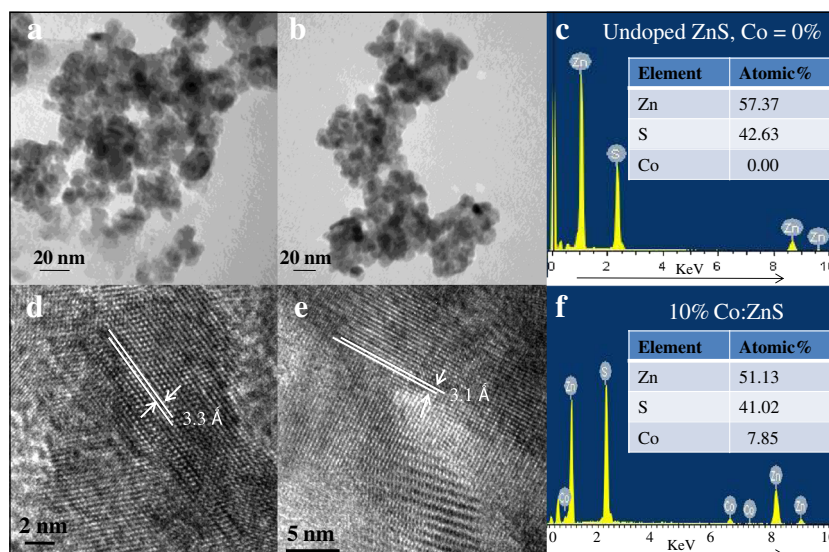 a
20 nm
b
20 nm
c
Undoped ZnS, Co = 0%
Element Atomic%
Zn 57.37
S 42.63
Co 0.00
Zn
S
Zn
Zn
2 4 6 8 10
KeV
d
3.3 Å
2 nm
e
3.1 Å
5 nm
f
10% Co:ZnS
Element Atomic%
Zn 51.13
S 41.02
Co 7.85
Zn
S
Co
Co
Co
Zn
Zn
0 2 4 6 8 10
KeV